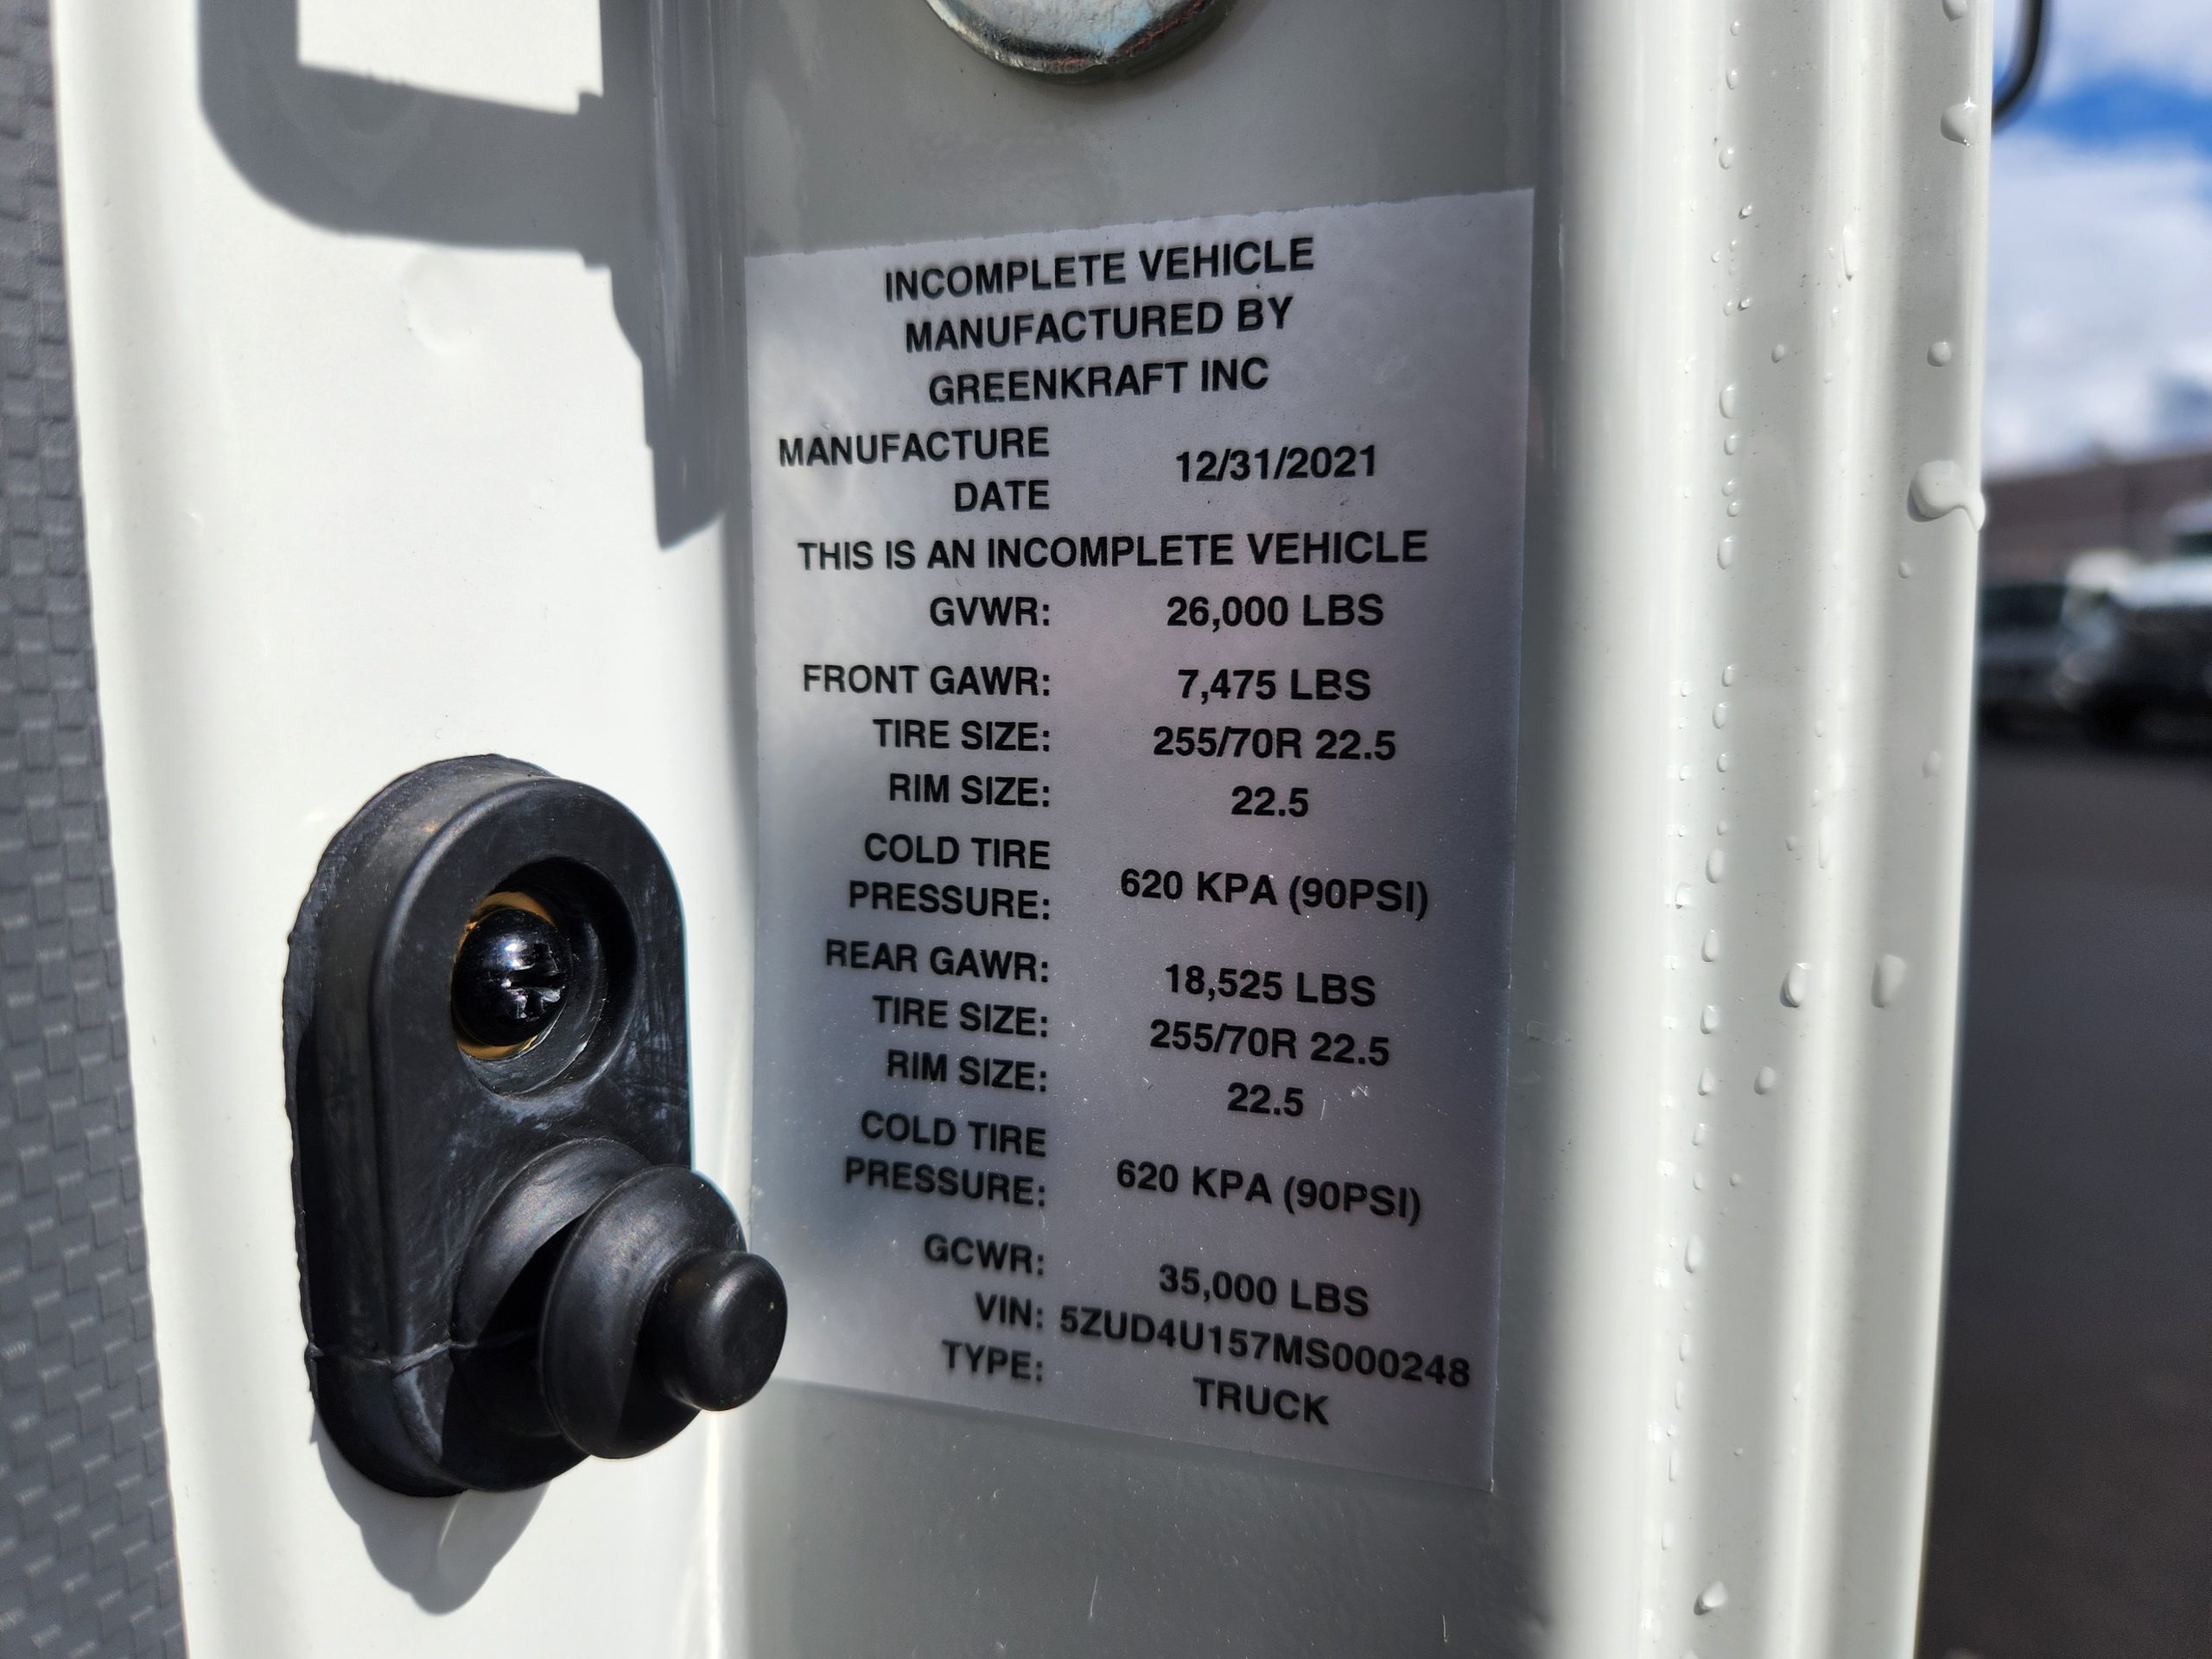 INCOMPLETE VEHICLE
MANUFACTURED BY
GREENKRAFT INC
MANUFACTURE
DATE 12/31/2021
THIS IS AN INCOMPLETE VEHICLE
GVWR: 26,000 LBS
FRONT GAWR: 7,475 LBS
TIRE SIZE: 255/70R 22.5
RIM SIZE: 22.5
COLD TIRE
PRESSURE: 620 KPA (90PSI)
REAR GAWR: 18,525 LBS
TIRE SIZE: 255/70R 22.5
RIM SIZE: 22.5
COLD TIRE
PRESSURE: 620 KPA (90PSI)
GCWR: 35,000 LBS
VIN: 5ZUD4U157MS000248
TYPE: TRUCK